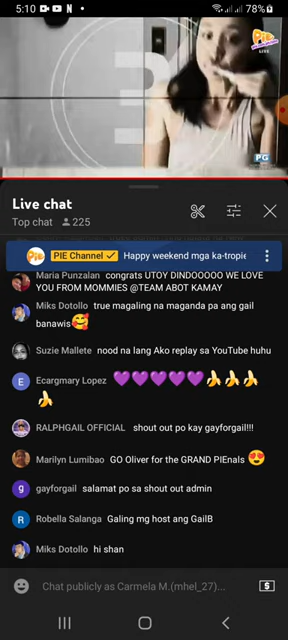 5:10
78%
3
Pie
LIVE
PG
Live chat
Top chat 225
PIE Channel Happy weekend mga ka-tropie
Maria Punzalan congrats UTOY DINDOOOOO WE LOVE
YOU FROM MOMMIES @TEAM ABOT KAMAY
Miks Dotollo true magaling na maganda pa ang gail
banawis🥰
Suzie Mallete nood na lang Ako replay sa YouTube huhu
E Ecargmary Lopez 💜💜💜💜💜🍌🍌🍌
🍌
RALPHGAIL OFFICIAL shout out po kay gayforgail!!!
Marilyn Lumibao GO Oliver for the GRAND PIEnals 😍
g gayforgail salamat po sa shout out admin
R Robella Salanga Galing mg host ang GailB
Miks Dotollo hi shan
Chat publicly as Carmela M.(mhel_27)...